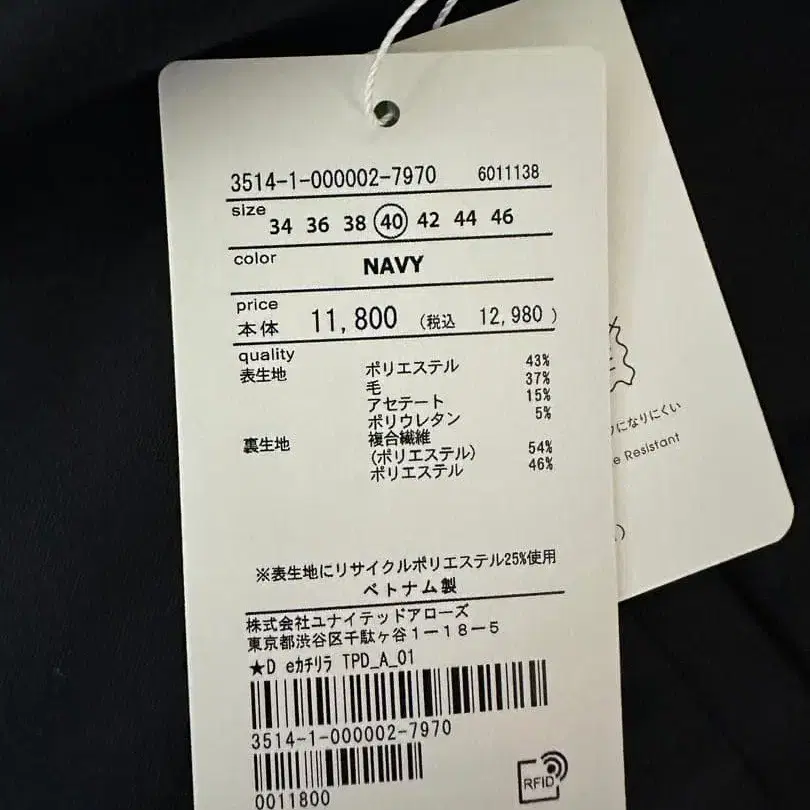 3514-1-000002-7970 6011138
size 34 36 38 40 42 44 46
color NAVY
price
本体 11,800 (税込 12,980 )
quality
表生地 ポリエステル 43%
毛 37%
アセテート 15%
ポリウレタン 5%
裏生地 複合繊維
(ポリエステル) 54%
ポリエステル 46%
※表生地にリサイクルポリエステル25%使用
ベトナム製
株式会社ユナイテッドアローズ
東京都渋谷区千駄ヶ谷1-18-5
★D eカチリラ TPD_A_01
3514-1-000002-7970
0011800
RFID
になりにくい
Resistant